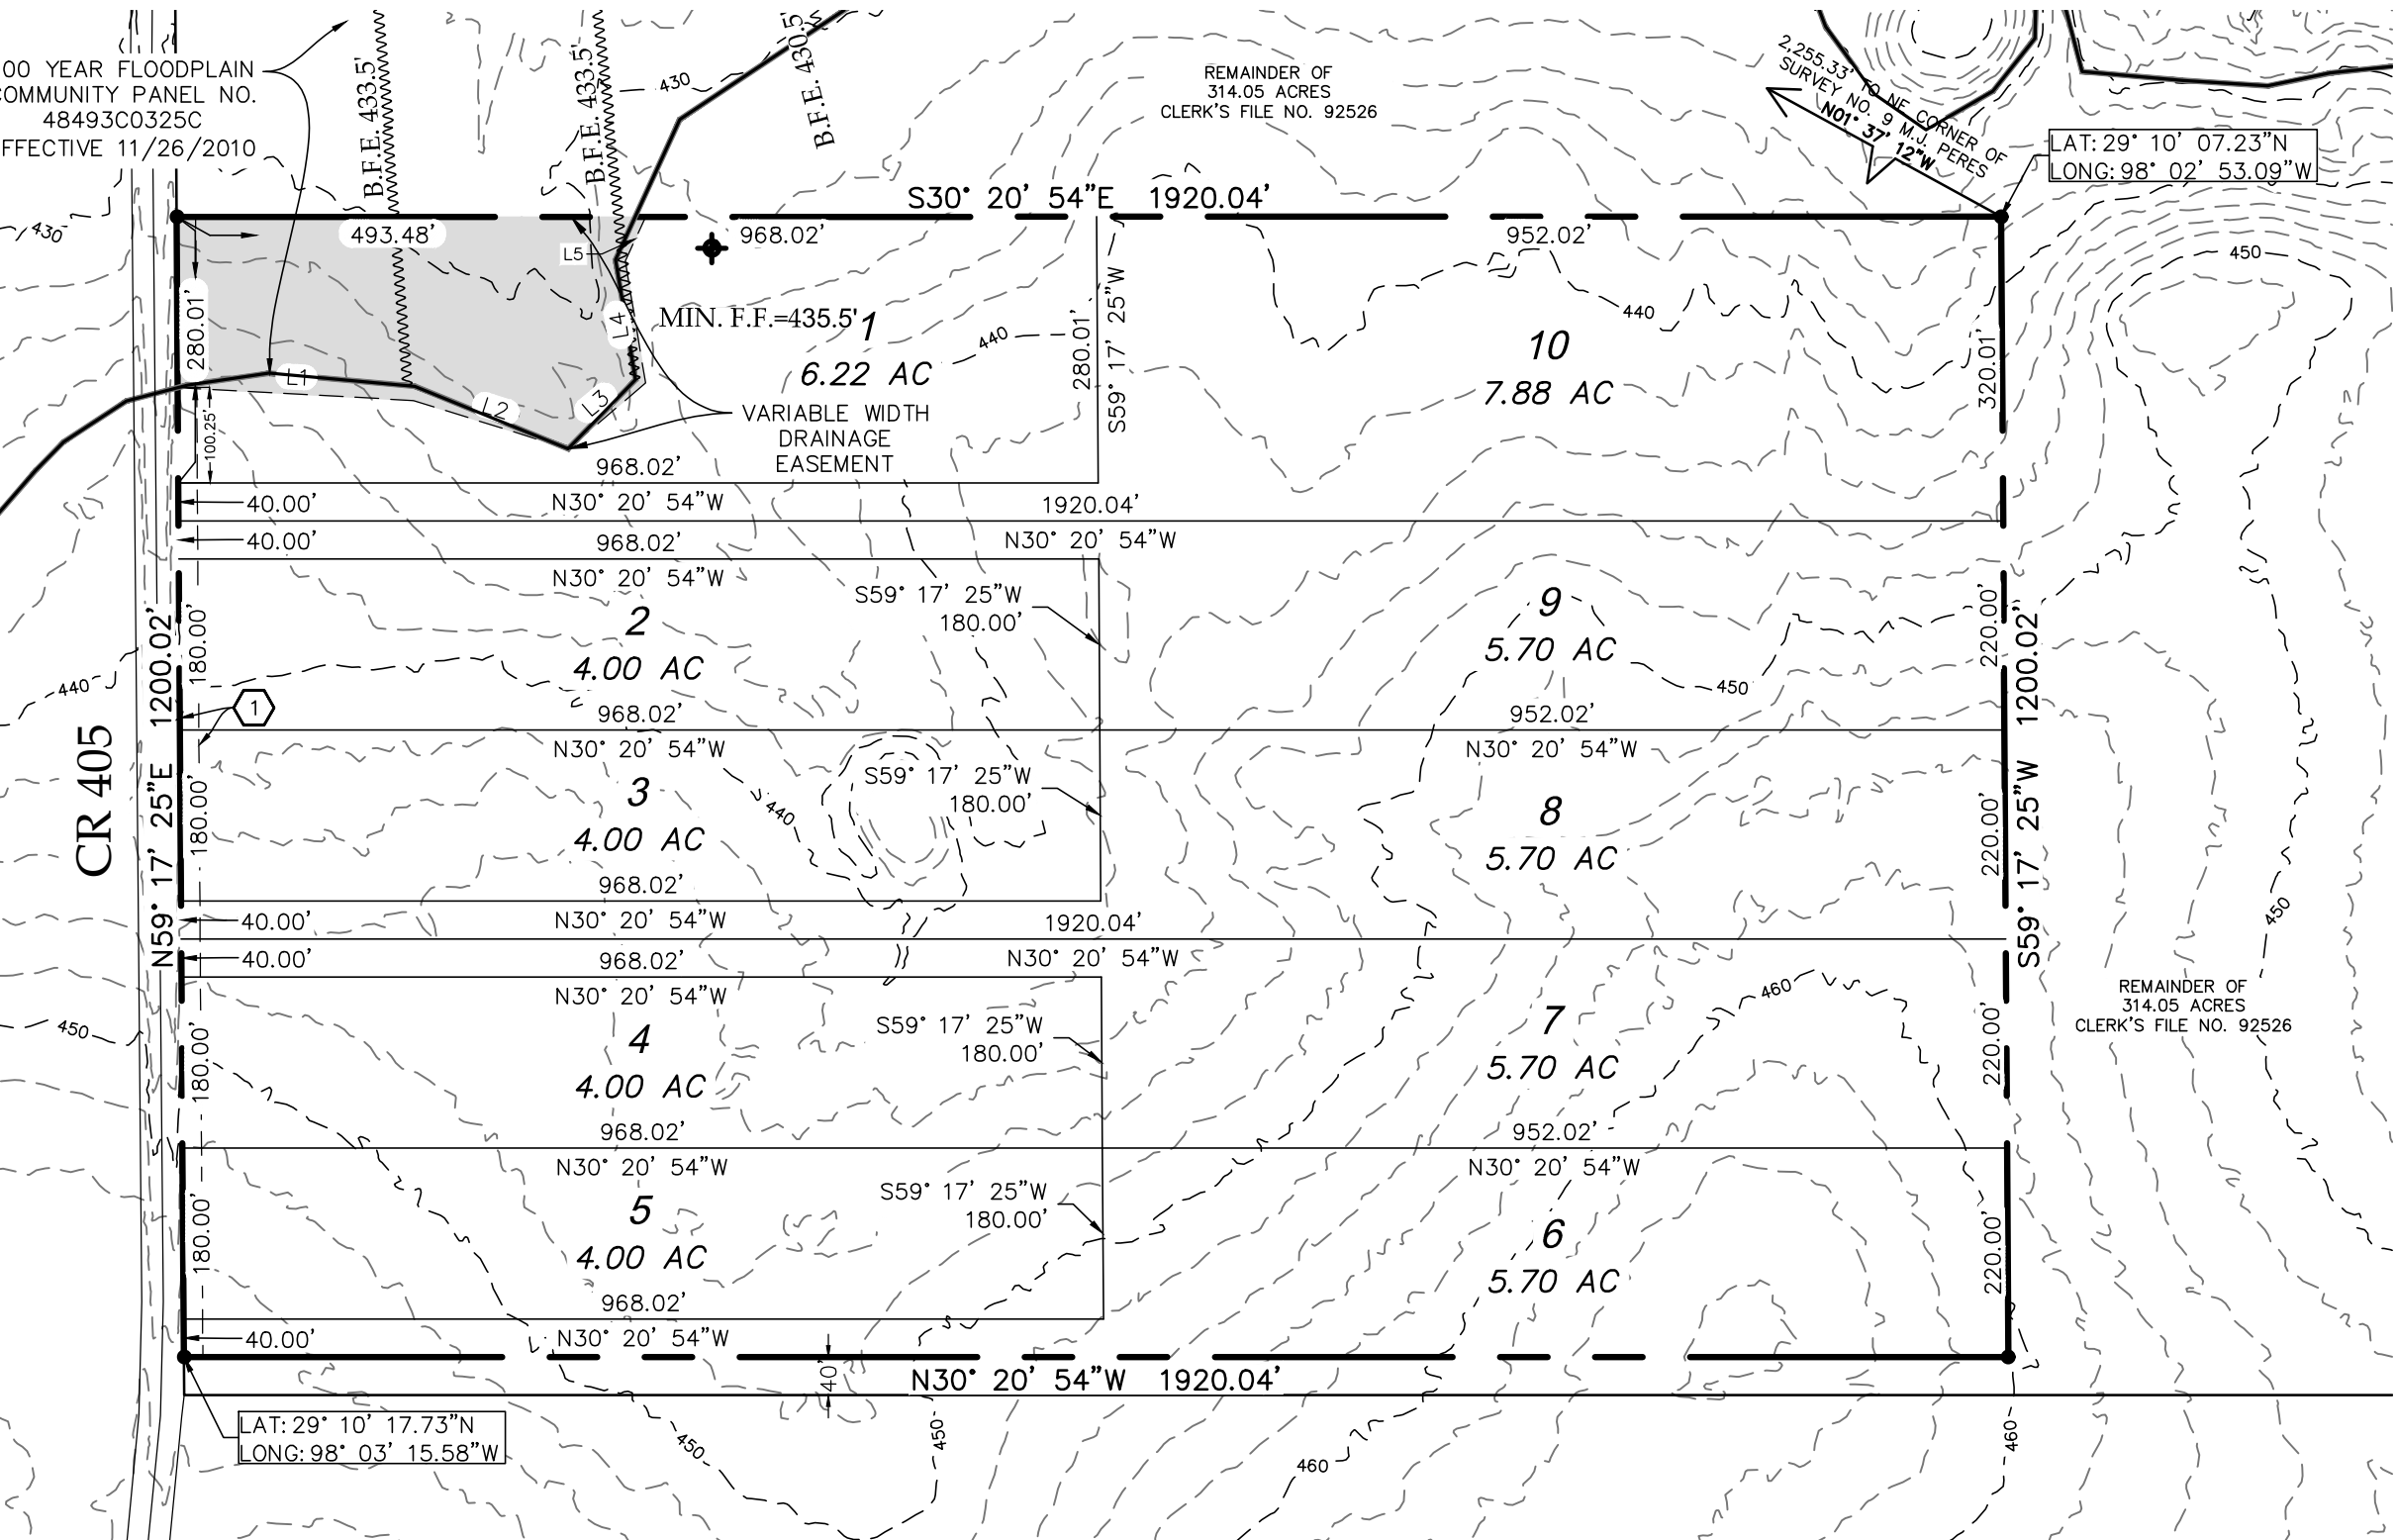 00 YEAR FLOODPLAIN
COMMUNITY PANEL NO.
48493C0325C
FFECTIVE 11/26/2010
B.F.E. 433.5'
B.F.E. 433.5'
B.F.E. 430.5'
430
430
REMAINDER OF
314.05 ACRES
CLERK'S FILE NO. 92526
2,255.33' TO NE CORNER OF
SURVEY NO. 9 M.J. PERES
N01° 37' 12"W
LAT: 29° 10' 07.23"N
LONG: 98° 02' 53.09"W
S30° 20' 54"E 1920.04'
493.48'
968.02'
952.02'
L5
L4
L1
L2
L3
280.01'
100.25'
MIN. F.F.=435.5'
1
6.22 AC
440
280.01'
S59° 17' 25"W
VARIABLE WIDTH
DRAINAGE
EASEMENT
10
7.88 AC
440
320.01'
450
968.02'
40.00'
N30° 20' 54"W
1920.04'
40.00'
968.02'
N30° 20' 54"W
N30° 20' 54"W
S59° 17' 25"W
180.00'
2
4.00 AC
180.00'
440
1
968.02'
9
5.70 AC
450
220.00'
952.02'
N30° 20' 54"W
N30° 20' 54"W
CR 405
N59° 17' 25"E 1200.02'
S59° 17' 25"W 1200.02'
3
4.00 AC
180.00'
440
S59° 17' 25"W
180.00'
8
5.70 AC
220.00'
968.02'
40.00'
N30° 20' 54"W
1920.04'
450
40.00'
968.02'
N30° 20' 54"W
N30° 20' 54"W
450
4
4.00 AC
180.00'
S59° 17' 25"W
180.00'
460
7
5.70 AC
220.00'
REMAINDER OF
314.05 ACRES
CLERK'S FILE NO. 92526
968.02'
952.02'
N30° 20' 54"W
N30° 20' 54"W
5
4.00 AC
180.00'
S59° 17' 25"W
180.00'
6
5.70 AC
220.00'
968.02'
40.00'
N30° 20' 54"W
40'
N30° 20' 54"W 1920.04'
LAT: 29° 10' 17.73"N
LONG: 98° 03' 15.58"W
450
450
460
460